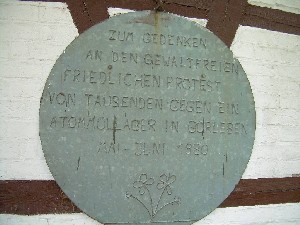 ZUM GEDENKEN
AN DEN GEWALTFREIEN
FRIEDLICHEN PROTEST
VON TAUSENDEN GEGEN EIN
ATOMMÜLLAGER IN GORLEBEN
MAI-JUNI 1980